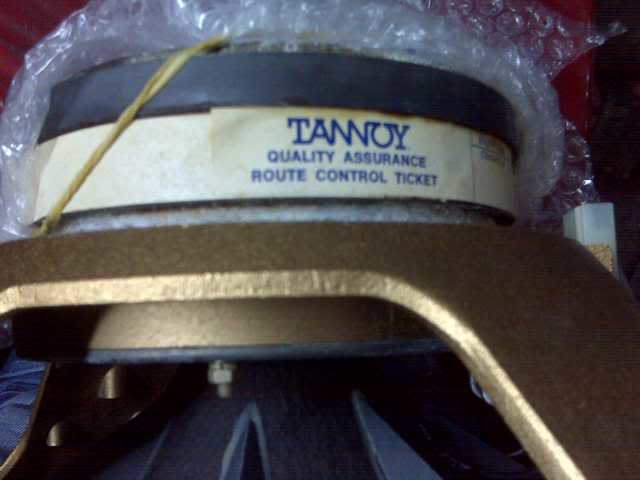 TANNOY
QUALITY ASSURANCE
ROUTE CONTROL TICKET